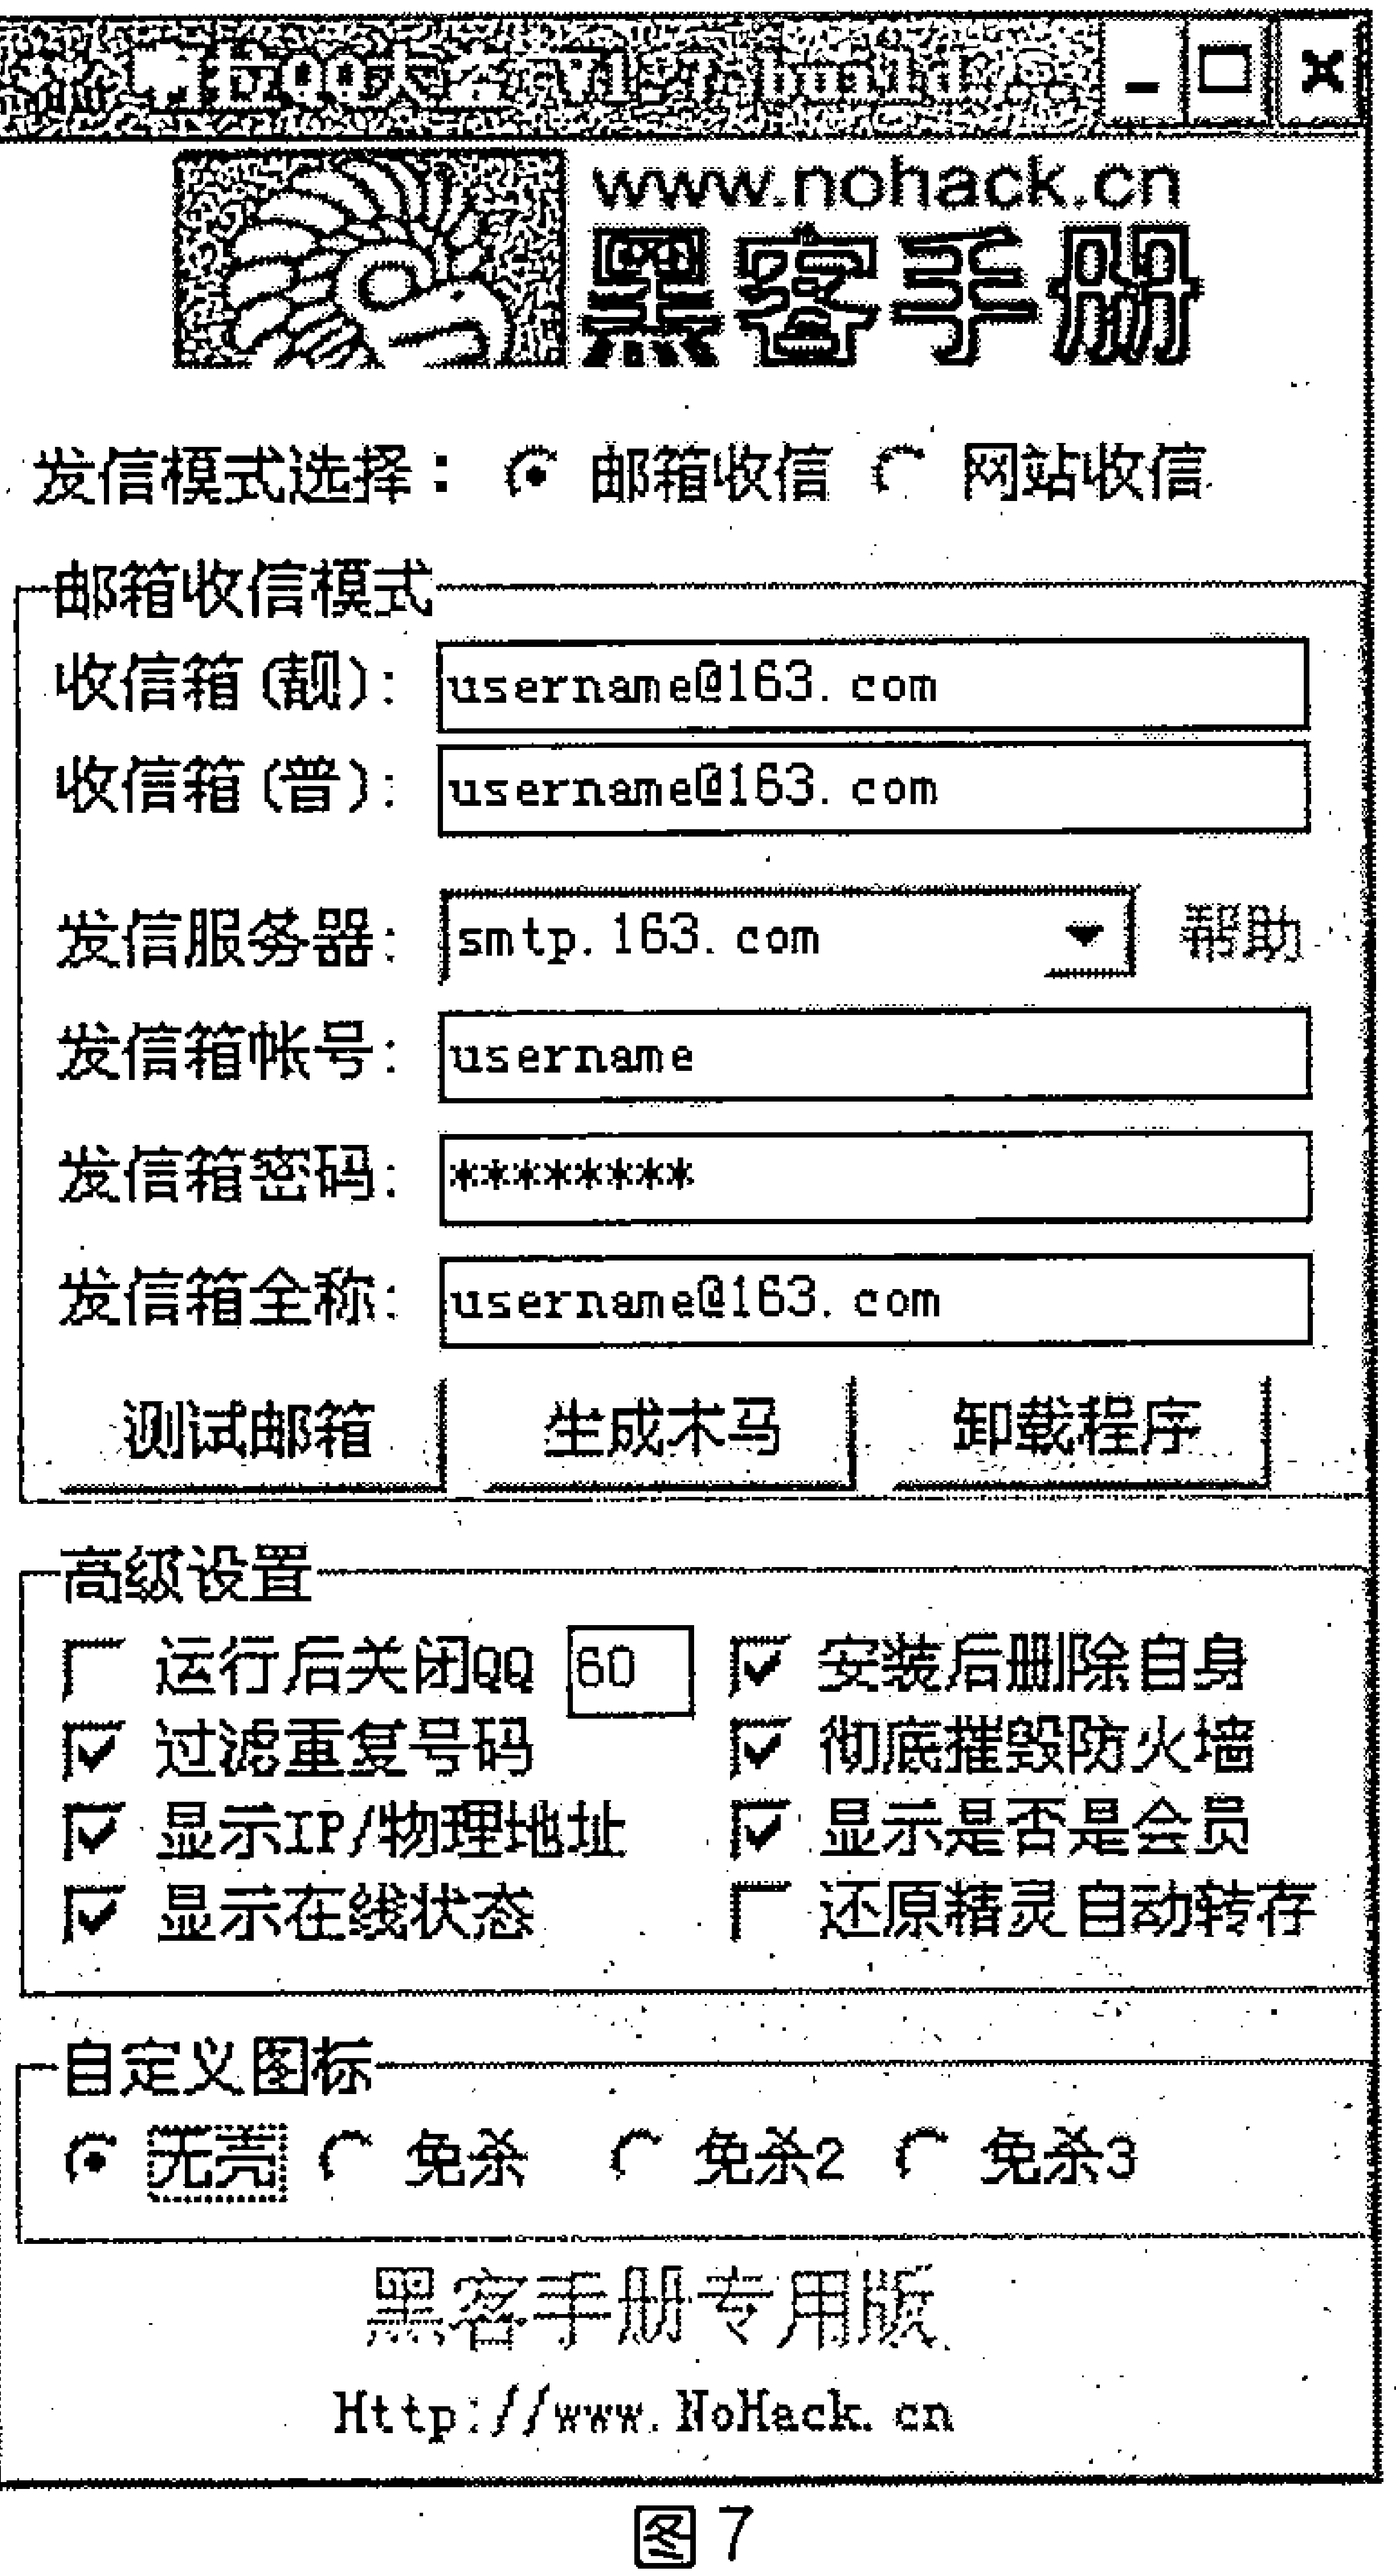 QQ大盗
www.nohack.cn
黑客手册
发信模式选择： 邮箱收信 网站收信
邮箱收信模式
收信箱(靓): username@163.com
收信箱(普): username@163.com
发信服务器: smtp.163.com 帮助
发信箱帐号: username
发信箱密码: ********
发信箱全称: username@163.com
测试邮箱 生成木马 卸载程序
高级设置
运行后关闭QQ 60 安装后删除自身
过滤重复号码 彻底摧毁防火墙
显示IP/物理地址 显示是否是会员
显示在线状态 还原精灵自动转存
自定义图标
无壳 免杀 免杀2 免杀3
黑客手册专用版
Http://www.NoHack.cn
图7